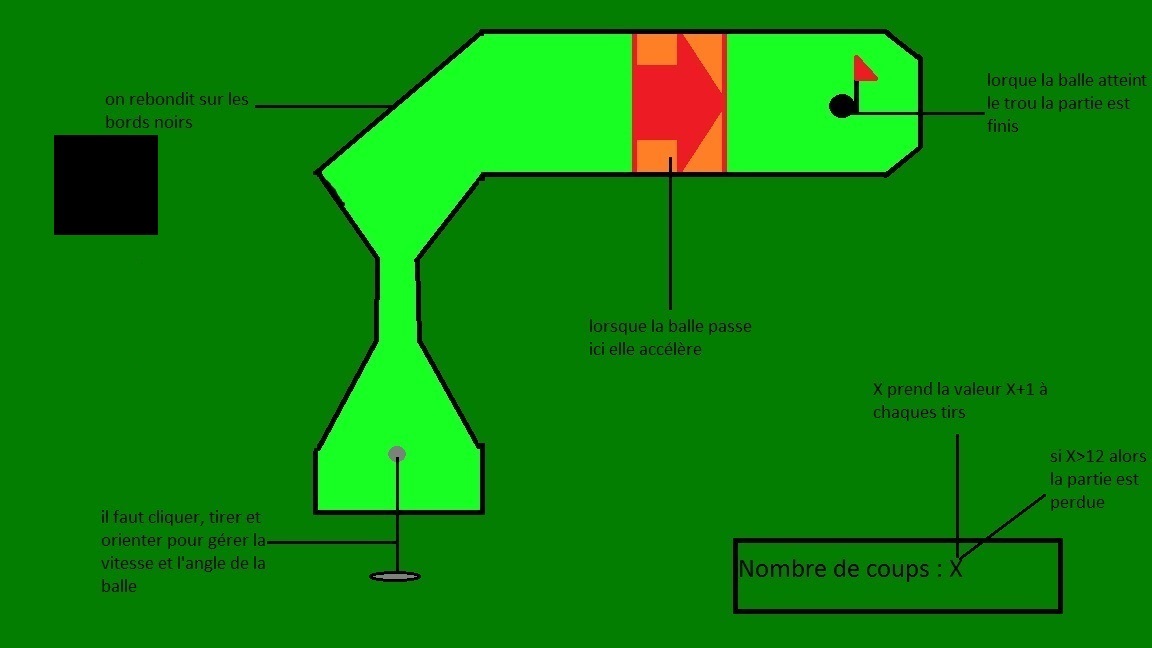 on rebondit sur les
bords noirs
lorque la balle atteint
le trou la partie est
finis
lorsque la balle passe
ici elle accélère
X prend la valeur X+1 à
chaques tirs
si X>12 alors
la partie est
perdue
il faut cliquer, tirer et
orienter pour gérer la
vitesse et l'angle de la
balle
Nombre de coups : X